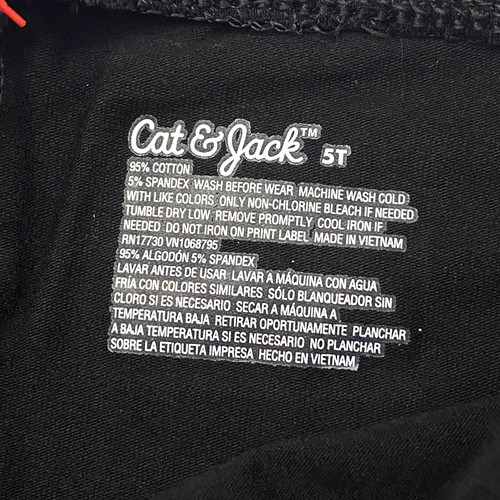 Cat & Jack™ 5T
95% COTTON
5% SPANDEX WASH BEFORE WEAR MACHINE WASH COLD
WITH LIKE COLORS ONLY NON-CHLORINE BLEACH IF NEEDED
TUMBLE DRY LOW, REMOVE PROMPTLY COOL IRON IF
NEEDED DO NOT IRON ON PRINT LABEL MADE IN VIETNAM
RN17730 VN1068795
95% ALGODÓN 5% SPANDEX
LAVAR ANTES DE USAR LAVAR A MÁQUINA CON AGUA
FRÍA CON COLORES SIMILARES SÓLO BLANQUEADOR SIN
CLORO SI ES NECESARIO SECAR A MÁQUINA A
TEMPERATURA BAJA RETIRAR OPORTUNAMENTE PLANCHAR
A BAJA TEMPERATURA SI ES NECESARIO NO PLANCHAR
SOBRE LA ETIQUETA IMPRESA HECHO EN VIETNAM